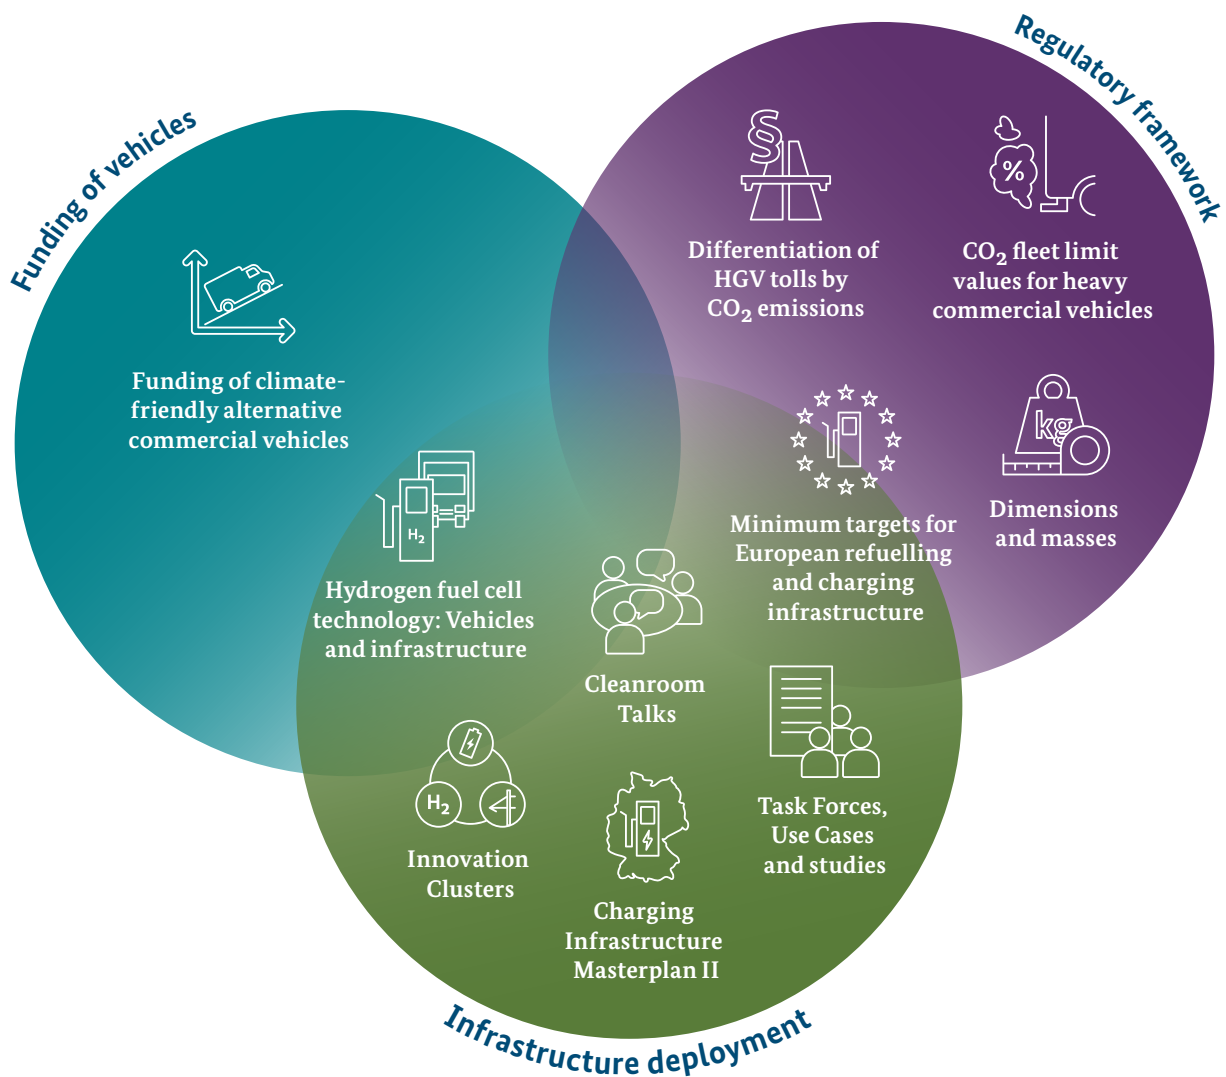 Regulatory framework
Funding of vehicles
§
%
Differentiation of
HGV tolls by
CO₂ emissions
CO₂ fleet limit
values for heavy
commercial vehicles
Funding of climate-
friendly alternative
commercial vehicles
kg
Dimensions
and masses
Minimum targets for
European refuelling
and charging
infrastructure
H₂
Hydrogen fuel cell
technology: Vehicles
and infrastructure
Cleanroom
Talks
H₂
Innovation
Clusters
Task Forces,
Use Cases
and studies
Charging
Infrastructure
Masterplan II
Infrastructure deployment